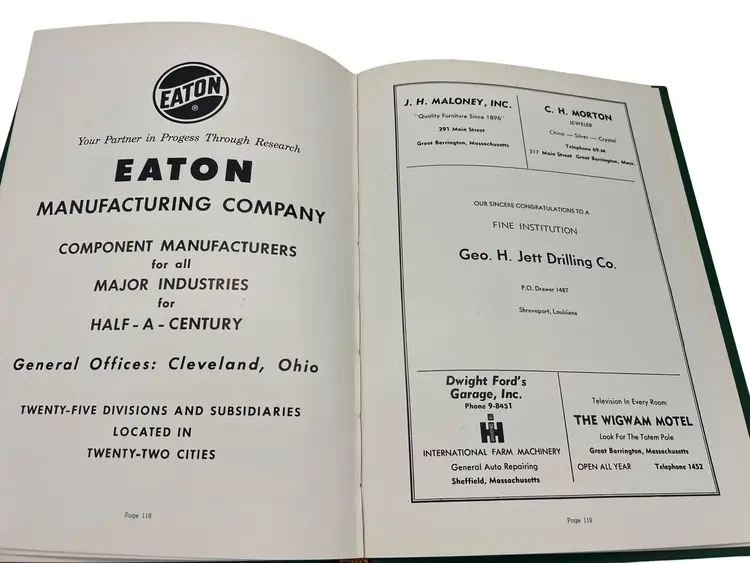 EATON
®
Your Partner in Progess Through Research
EATON
MANUFACTURING COMPANY
COMPONENT MANUFACTURERS
for all
MAJOR INDUSTRIES
for
HALF-A-CENTURY
General Offices: Cleveland, Ohio
TWENTY-FIVE DIVISIONS AND SUBSIDIARIES
LOCATED IN
TWENTY-TWO CITIES
Page 118
J. H. MALONEY, INC.
"Quality Furniture Since 1896"
291 Main Street
Great Barrington, Massachusetts
C. H. MORTON
JEWELER
China — Silver — Crystal
Telephone 69-M
317 Main Street Great Barrington, Mass.
OUR SINCERE CONGRATULATIONS TO A
FINE INSTITUTION
Geo. H. Jett Drilling Co.
P.O. Drawer 1487
Shreveport, Louisiana
Dwight Ford's
Garage, Inc.
Phone 9-8451
IH
INTERNATIONAL FARM MACHINERY
General Auto Repairing
Sheffield, Massachusetts
Television In Every Room
THE WIGWAM MOTEL
Look For The Totem Pole
Great Barrington, Massachusetts
OPEN ALL YEAR Telephone 1452
Page 119